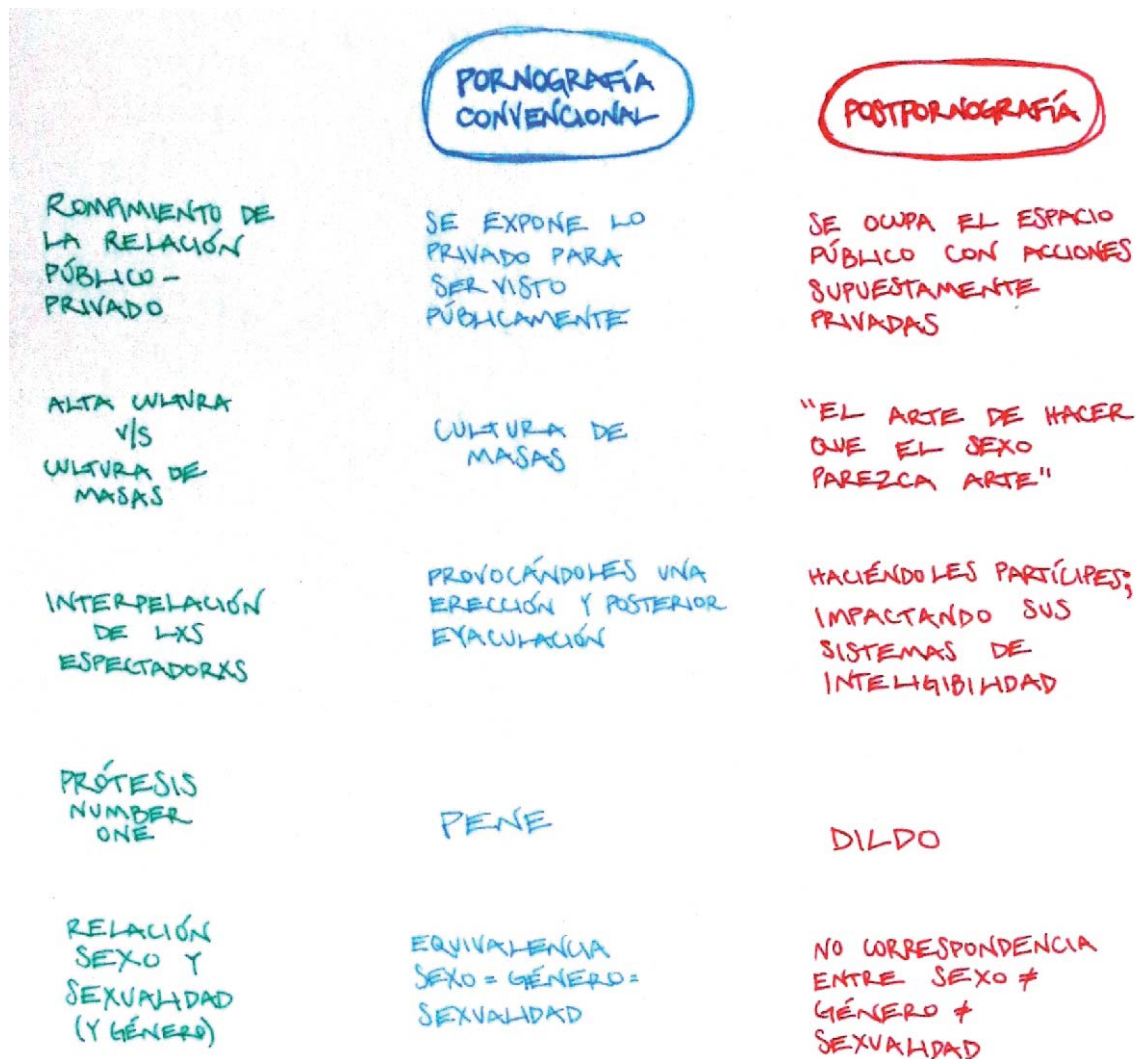 PORNOGRAFÍA
CONVENCIONAL
POSTPORNOGRAFÍA
ROMPIMIENTO DE
LA RELACIÓN
PÚBLICO-
PRIVADO
SE EXPONE LO
PRIVADO PARA
SER VISTO
PÚBLICAMENTE
SE OCUPA EL ESPACIO
PÚBLICO CON ACCIONES
SUPUESTAMENTE
PRIVADAS
ALTA CULTURA
V/S
CULTURA DE
MASAS
CULTURA DE
MASAS
"EL ARTE DE HACER
QUE EL SEXO
PAREZCA ARTE"
INTERPELACIÓN
DE LXS
ESPECTADORXS
PROVOCÁNDOLES UNA
ERECCIÓN Y POSTERIOR
EYACULACIÓN
HACIÉNDOLES PARTÍCIPES;
IMPACTANDO SUS
SISTEMAS DE
INTELIGIBILIDAD
PRÓTESIS
NUMBER
ONE
PENE
DILDO
RELACIÓN
SEXO Y
SEXUALIDAD
(Y GÉNERO)
EQUIVALENCIA
SEXO = GÉNERO =
SEXUALIDAD
NO CORRESPONDENCIA
ENTRE SEXO ≠
GÉNERO ≠
SEXUALIDAD